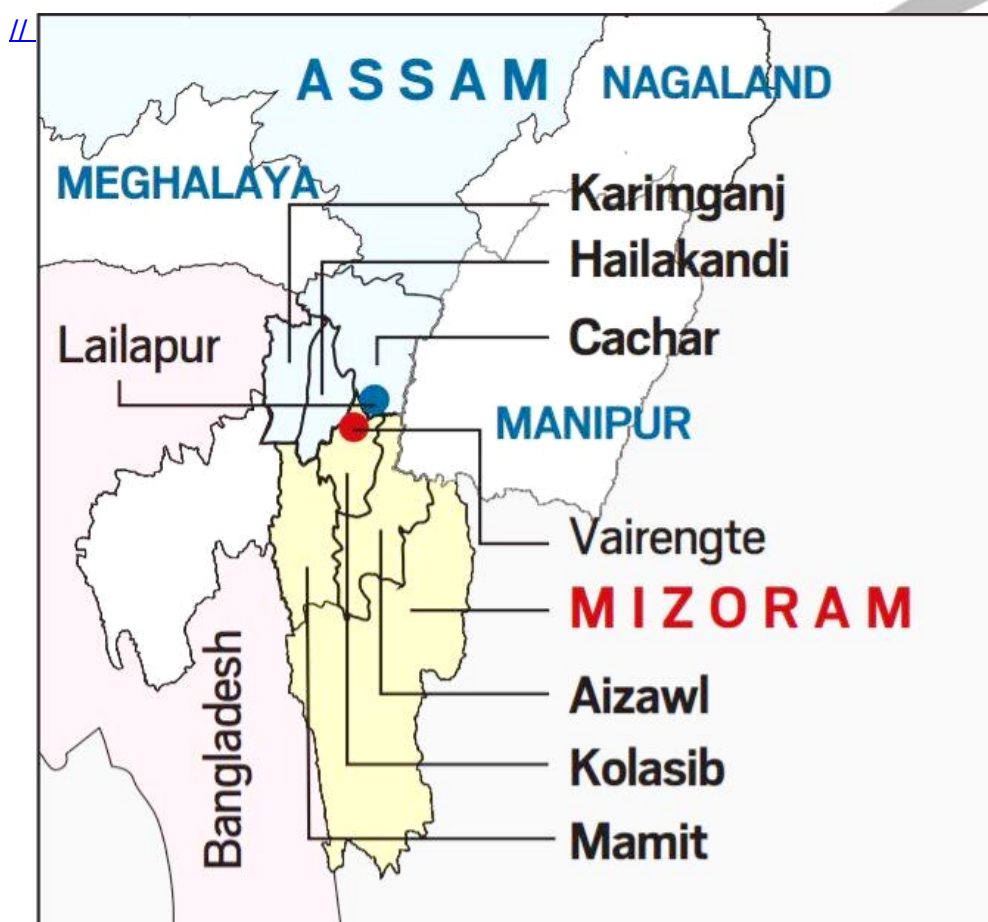 //
ASSAM
NAGALAND
MEGHALAYA
Karimganj
Hailakandi
Lailapur
Cachar
MANIPUR
Vairengte
MIZORAM
Bangladesh
Aizawl
Kolasib
Mamit